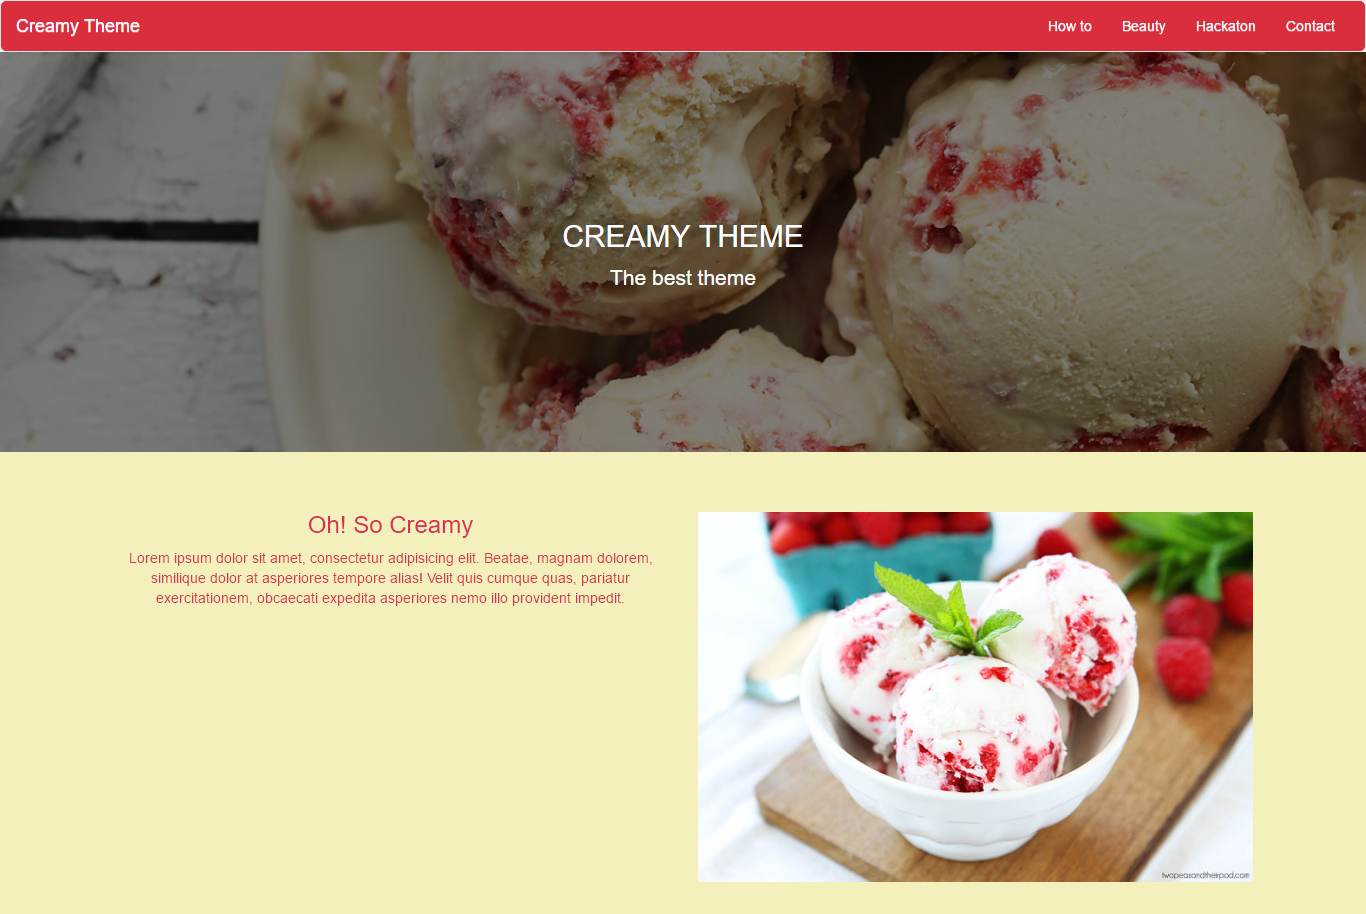 Creamy Theme
How to
Beauty
Hackaton
Contact
CREAMY THEME
The best theme
Oh! So Creamy
Lorem ipsum dolor sit amet, consectetur adipisicing elit. Beatae, magnam dolorem,
similique dolor at asperiores tempore alias! Velit quis cumque quas, pariatur
exercitationem, obcaecati expedita asperiores nemo illo provident impedit.
twopeasandtheirpod.com